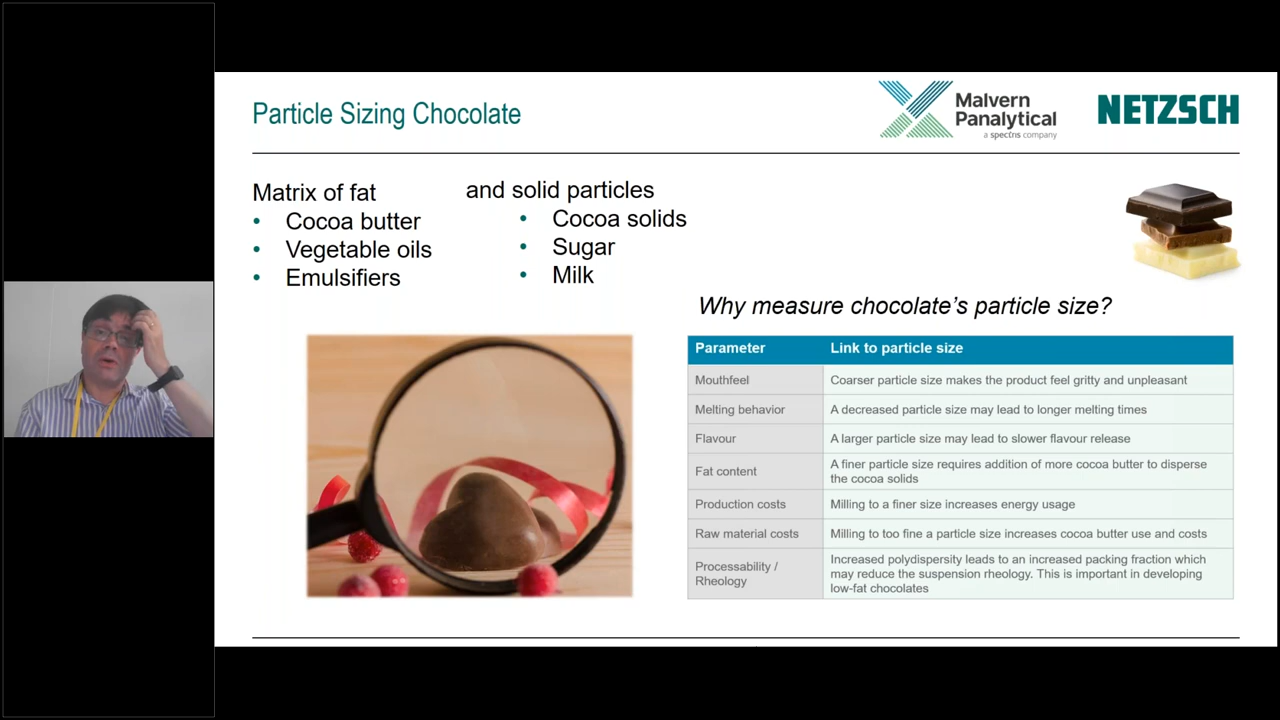 Particle Sizing Chocolate
Malvern
Panalytical
a spectris company
NETZSCH
Matrix of fat
• Cocoa butter
• Vegetable oils
• Emulsifiers
and solid particles
• Cocoa solids
• Sugar
• Milk
Why measure chocolate's particle size?
Parameter Link to particle size
Mouthfeel Coarser particle size makes the product feel gritty and unpleasant
Melting behavior A decreased particle size may lead to longer melting times
Flavour A larger particle size may lead to slower flavour release
Fat content A finer particle size requires addition of more cocoa butter to disperse
the cocoa solids
Production costs Milling to a finer size increases energy usage
Raw material costs Milling to too fine a particle size increases cocoa butter use and costs
Processability /
Rheology
Increased polydispersity leads to an increased packing fraction which
may reduce the suspension rheology. This is important in developing
low-fat chocolates